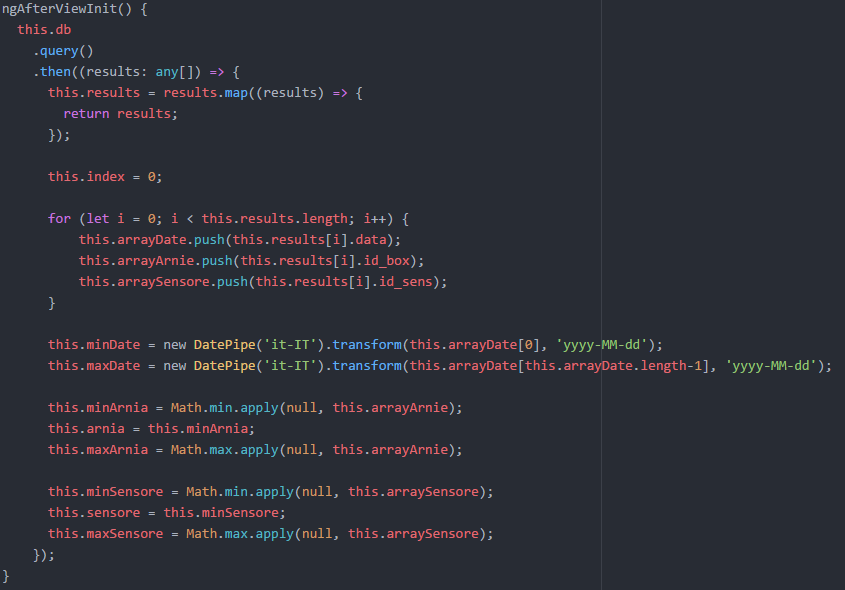 ngAfterViewInit() {
  this.db
    .query()
    .then((results: any[]) => {
      this.results = results.map((results) => {
        return results;
      });

      this.index = 0;

      for (let i = 0; i < this.results.length; i++) {
          this.arrayDate.push(this.results[i].data);
          this.arrayArnie.push(this.results[i].id_box);
          this.arraySensore.push(this.results[i].id_sens);
      }

      this.minDate = new DatePipe('it-IT').transform(this.arrayDate[0], 'yyyy-MM-dd');
      this.maxDate = new DatePipe('it-IT').transform(this.arrayDate[this.arrayDate.length-1], 'yyyy-MM-dd');

      this.minArnia = Math.min.apply(null, this.arrayArnie);
      this.arnia = this.minArnia;
      this.maxArnia = Math.max.apply(null, this.arrayArnie);

      this.minSensore = Math.min.apply(null, this.arraySensore);
      this.sensore = this.minSensore;
      this.maxSensore = Math.max.apply(null, this.arraySensore);
    });
}